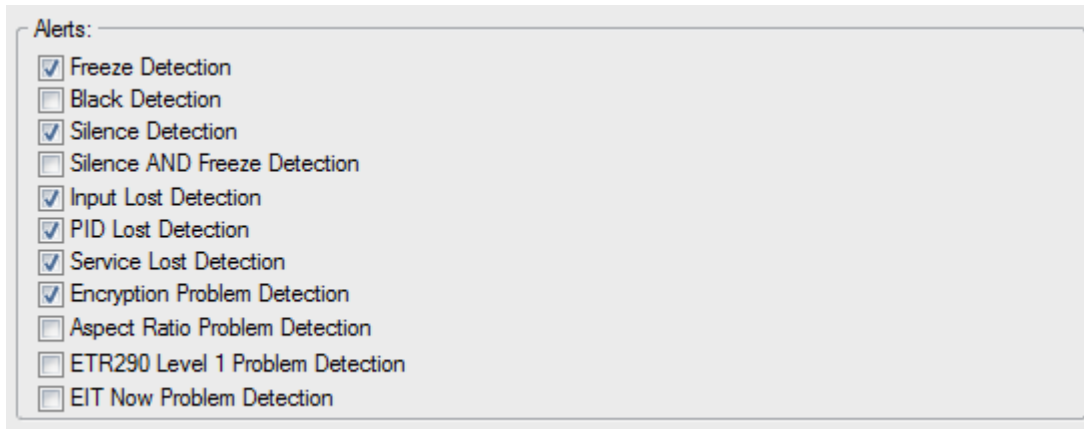 Alerts:
Freeze Detection
Black Detection
Silence Detection
Silence AND Freeze Detection
Input Lost Detection
PID Lost Detection
Service Lost Detection
Encryption Problem Detection
Aspect Ratio Problem Detection
ETR290 Level 1 Problem Detection
EIT Now Problem Detection